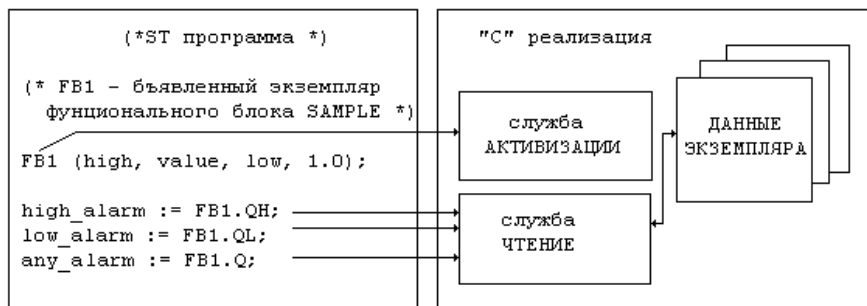 (*ST программа *)
(* FB1 - бъявленный экземпляр
фунционального блока SAMPLE *)
FB1 (high, value, low, 1.0);
high_alarm := FB1.QH;
low_alarm := FB1.QL;
any_alarm := FB1.Q;
"С" реализация
служба
АКТИВИЗАЦИИ
служба
ЧТЕНИЕ
ДАННЫЕ
ЭКЗЕМПЛЯРА